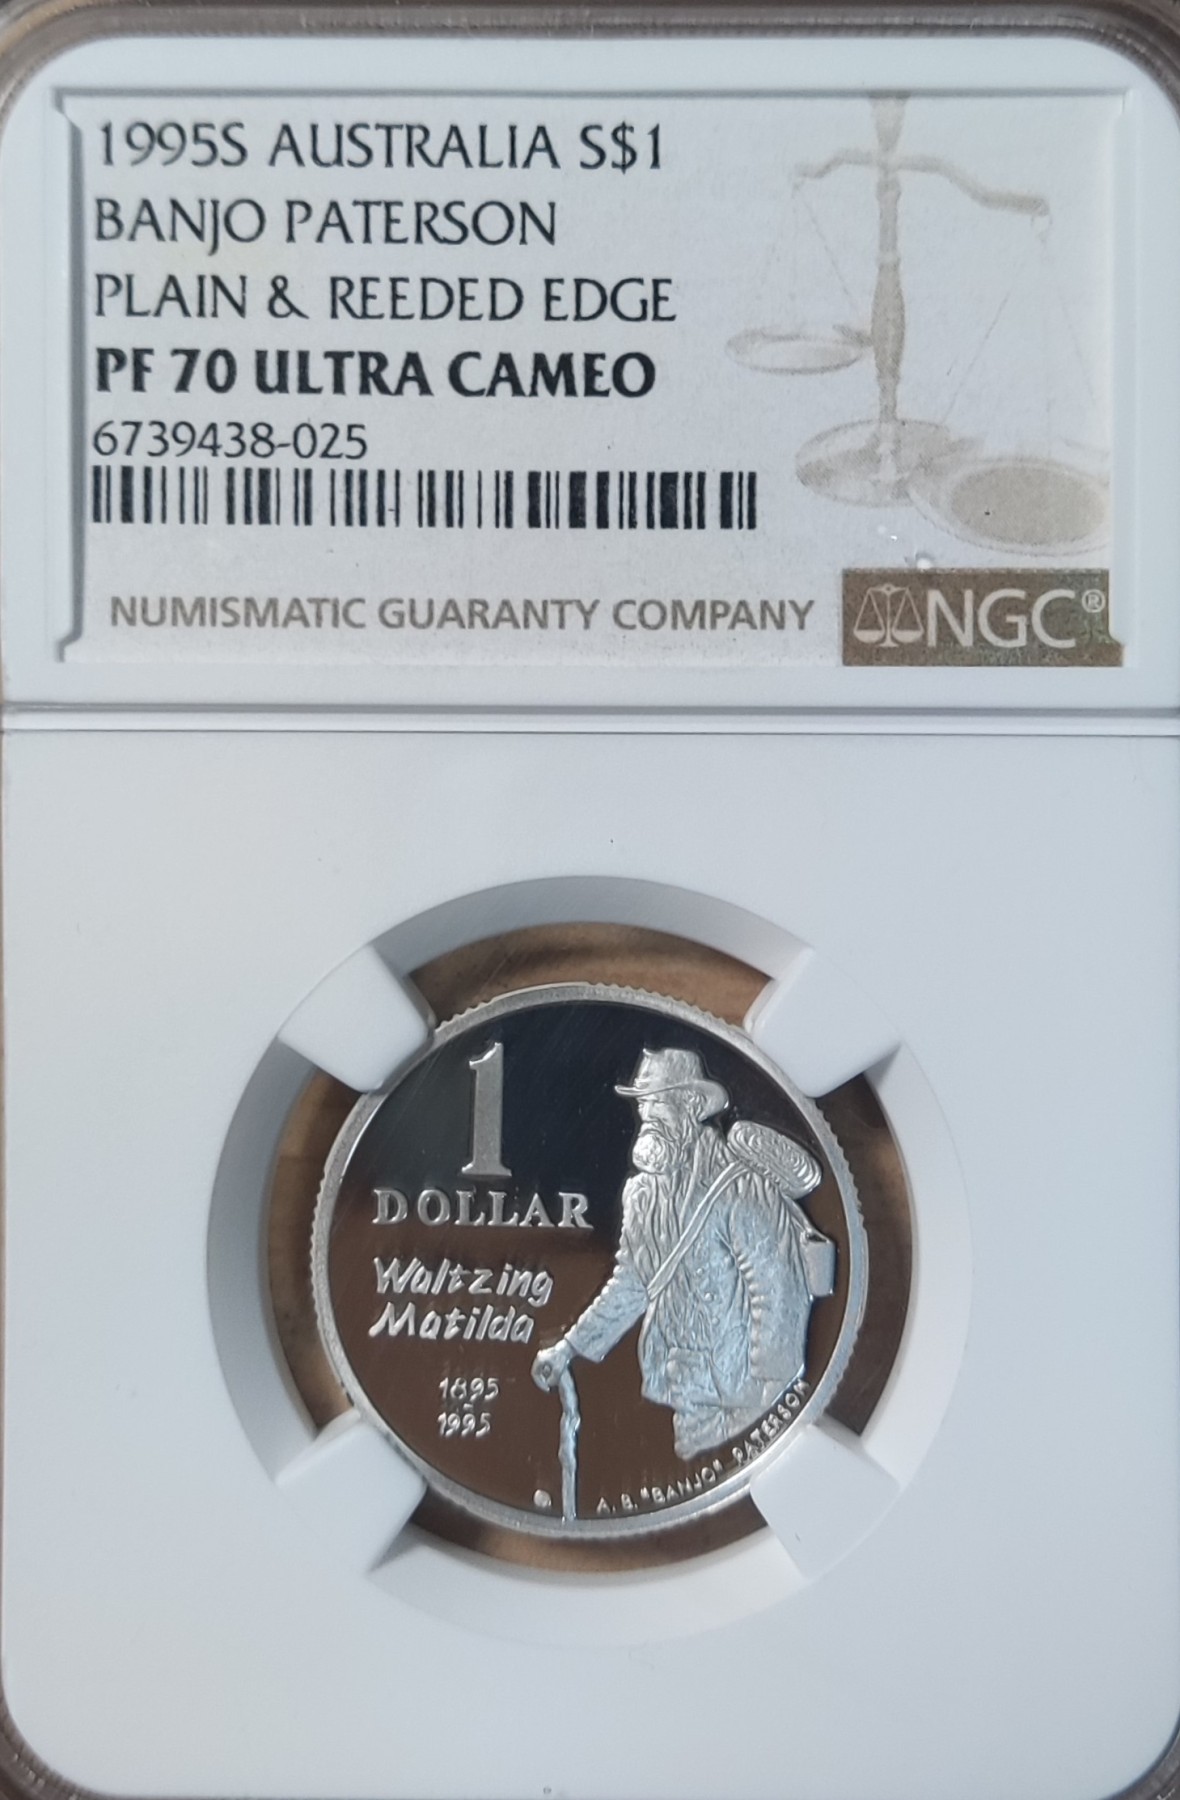 1995S AUSTRALIA S$1
BANJO PATERSON
PLAIN & REEDED EDGE
PF 70 ULTRA CAMEO
6739438-025
NUMISMATIC GUARANTY COMPANY
NGC®
1
DOLLAR
Waltzing
Matilda
1895
-
1995
A. B. "BANJO" PATERSON